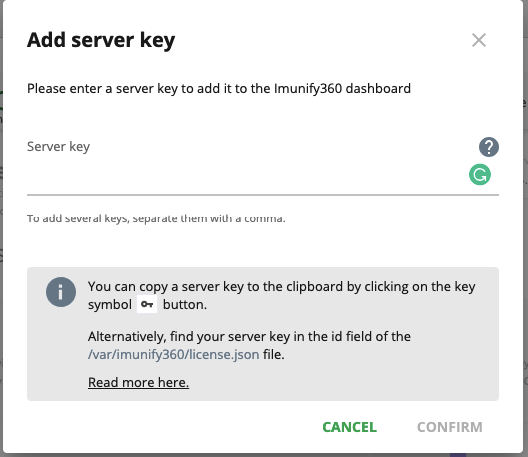 Add server key
Please enter a server key to add it to the Imunify360 dashboard
Server key
?
To add several keys, separate them with a comma.
You can copy a server key to the clipboard by clicking on the key
symbol button.
Alternatively, find your server key in the id field of the
/var/imunify360/license.json file.
Read more here.
CANCEL CONFIRM